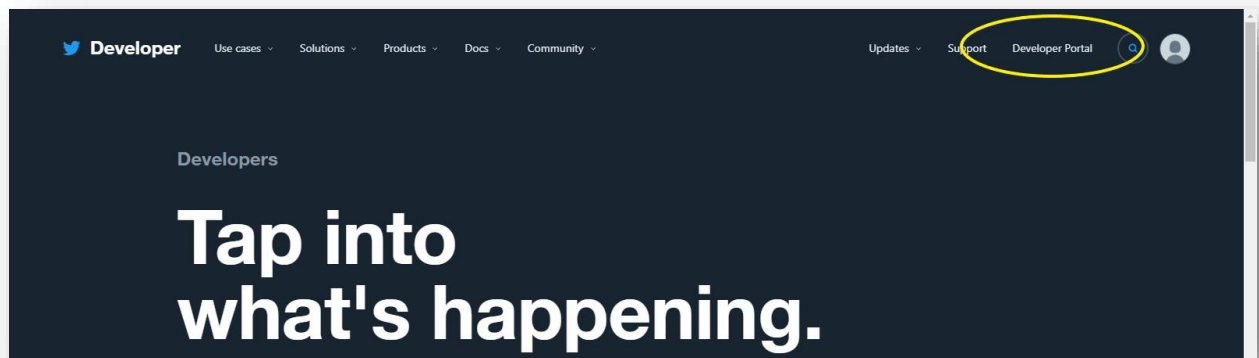 Developer Use cases Solutions Products Docs Community Updates Support Developer Portal
Developers
Tap into
what's happening.